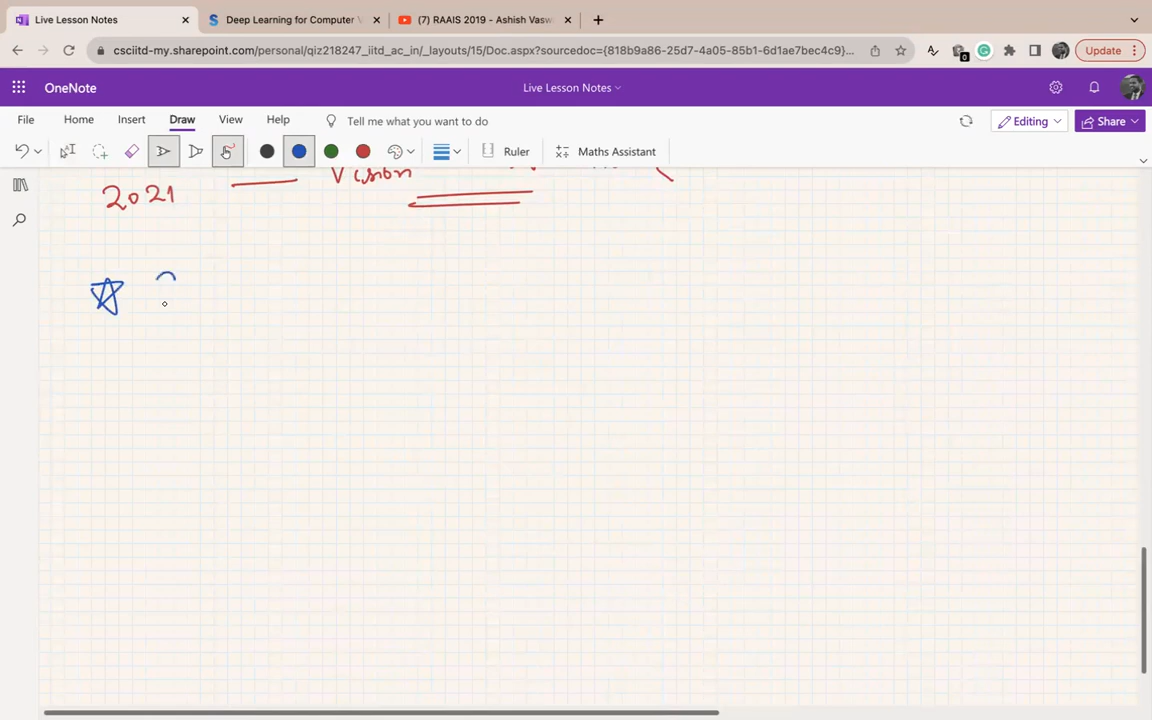 Live Lesson Notes
Deep Learning for Computer
(7) RAAIS 2019 - Ashish Vasw
csciitd-my.sharepoint.com/personal/qiz218247_iitd_ac_in/_layouts/15/Doc.aspx?sourcedoc={818b9a86-25d7-4a05-85b1-6d1ae7bec4c9}...
0
Update
OneNote
Live Lesson Notes
File Home Insert Draw View Help Tell me what you want to do
Editing Share
Ruler Maths Assistant
Vision
2021